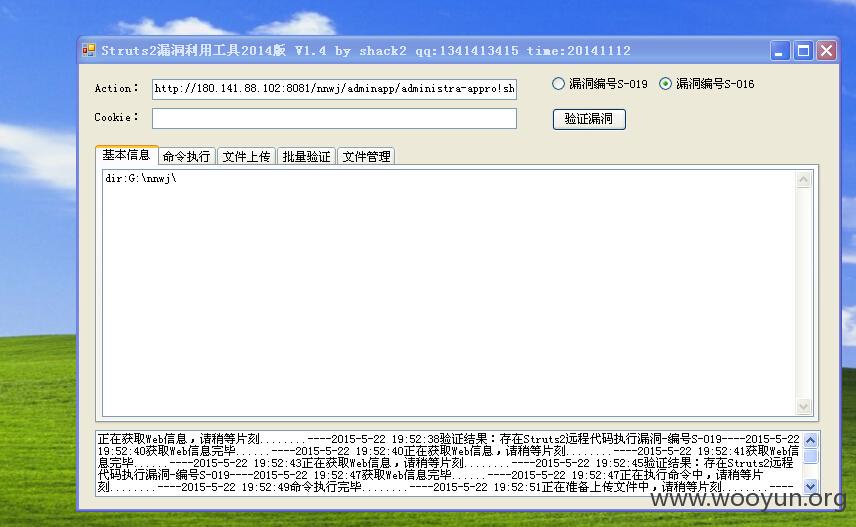 Struts2漏洞利用工具2014版 V1.4 by shack2 qq:1341413415 time:20141112
Action： http://180.141.88.102:8081/nnwj/adminapp/administra-appro!sh 漏洞编号S-019 漏洞编号S-016
Cookie： 验证漏洞
基本信息 命令执行 文件上传 批量验证 文件管理
dir:G:\nnwj\
正在获取Web信息，请稍等片刻........----2015-5-22 19:52:38验证结果：存在Struts2远程代码执行漏洞-编号S-019----2015-5-22
19:52:40获取Web信息完毕......----2015-5-22 19:52:40正在获取Web信息，请稍等片刻........----2015-5-22 19:52:41获取Web信
息完毕......----2015-5-22 19:52:43正在获取Web信息，请稍等片刻........----2015-5-22 19:52:45验证结果：存在Struts2远程
代码执行漏洞-编号S-019----2015-5-22 19:52:47获取Web信息完毕......----2015-5-22 19:52:47正在执行命令中，请稍等片
刻........----2015-5-22 19:52:49命令执行完毕........----2015-5-22 19:52:51正在准备上传文件中，请稍等片刻........----
www.wooyun.org